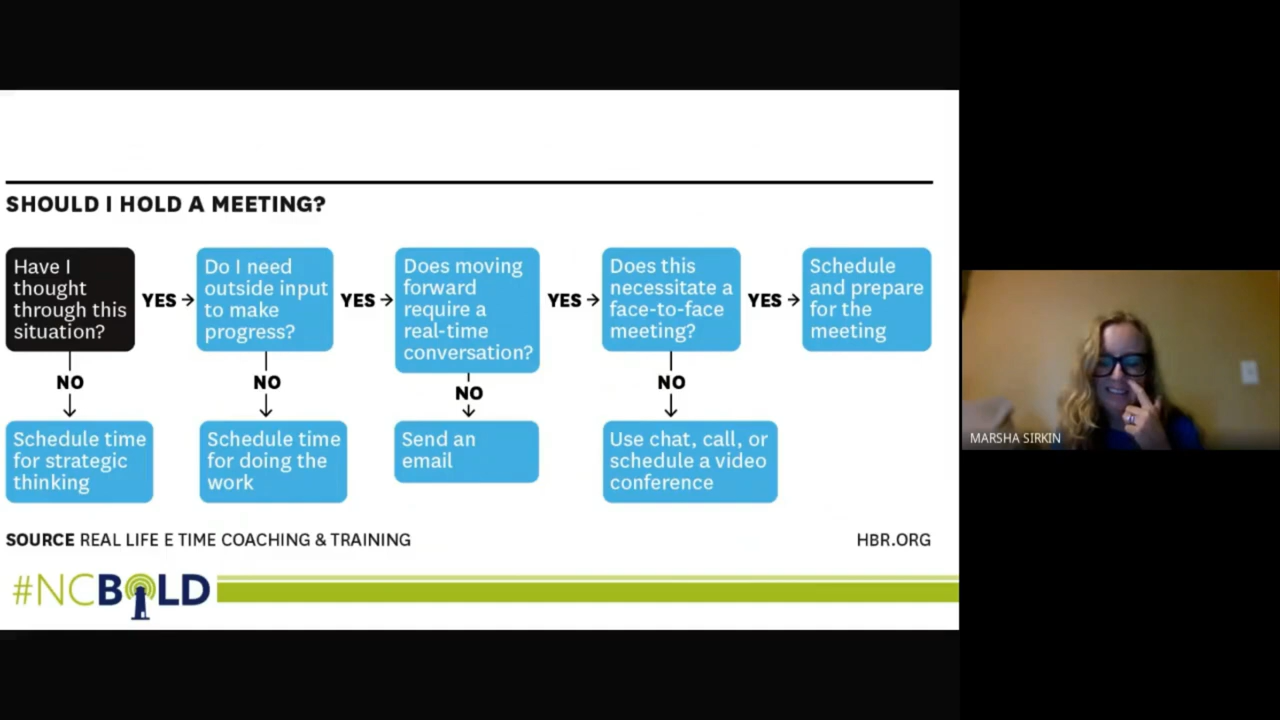 SHOULD I HOLD A MEETING?
Have I
thought
through this
situation?
YES →
Do I need
outside input
to make
progress?
YES →
Does moving
forward
require a
real-time
conversation?
YES →
Does this
necessitate a
face-to-face
meeting?
YES →
Schedule
and prepare
for the
meeting
NO
NO
NO
NO
Schedule time
for strategic
thinking
Schedule time
for doing the
work
Send an
email
Use chat, call, or
schedule a video
conference
MARSHA SIRKIN
SOURCE REAL LIFE E TIME COACHING & TRAINING
HBR.ORG
#NCBOLD